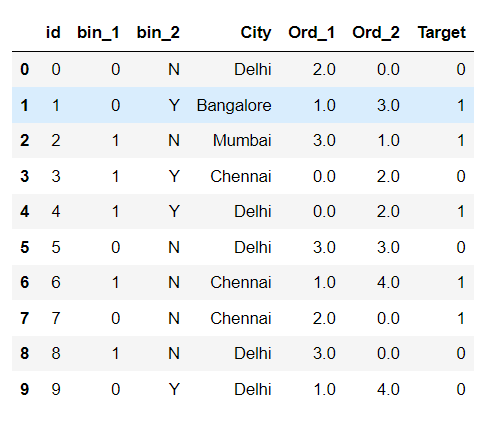 id bin_1 bin_2 City Ord_1 Ord_2 Target
0 0 0 N Delhi 2.0 0.0 0
1 1 0 Y Bangalore 1.0 3.0 1
2 2 1 N Mumbai 3.0 1.0 1
3 3 1 Y Chennai 0.0 2.0 0
4 4 1 Y Delhi 0.0 2.0 1
5 5 0 N Delhi 3.0 3.0 0
6 6 1 N Chennai 1.0 4.0 1
7 7 0 N Chennai 2.0 0.0 1
8 8 1 N Delhi 3.0 0.0 0
9 9 0 Y Delhi 1.0 4.0 0